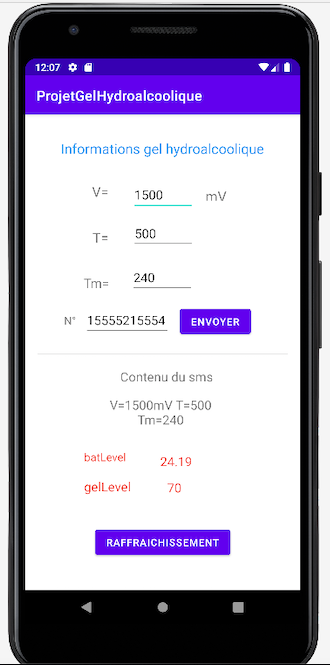 12:07
ProjetGelHydroalcoolique
Informations gel hydroalcoolique
V= 1500 mV
T= 500
Tm= 240
N° 15555215554 ENVOYER
Contenu du sms
V=1500mV T=500
Tm=240
batLevel 24.19
gelLevel 70
RAFFRAICHISSEMENT